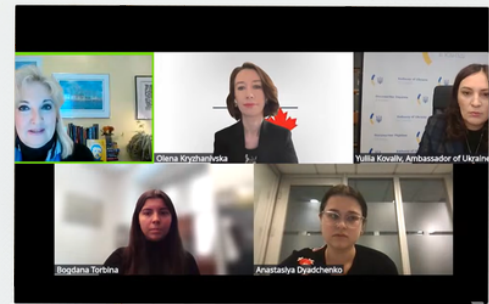 Olena Kryzhanivska
Yuliia Kovaliv, Ambassador of Ukraine
Bogdana Torbina
Anastasiya Dyadchenko